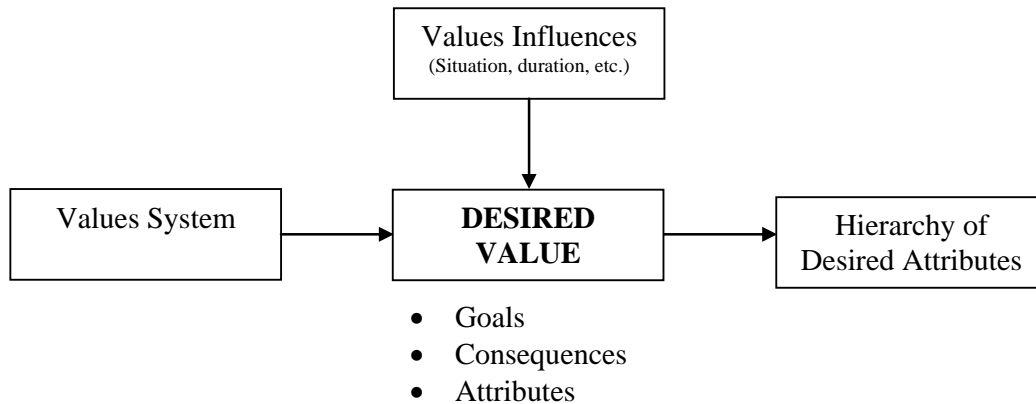 Values Influences
(Situation, duration, etc.)
Values System
DESIRED
VALUE
Hierarchy of
Desired Attributes
• Goals
• Consequences
• Attributes